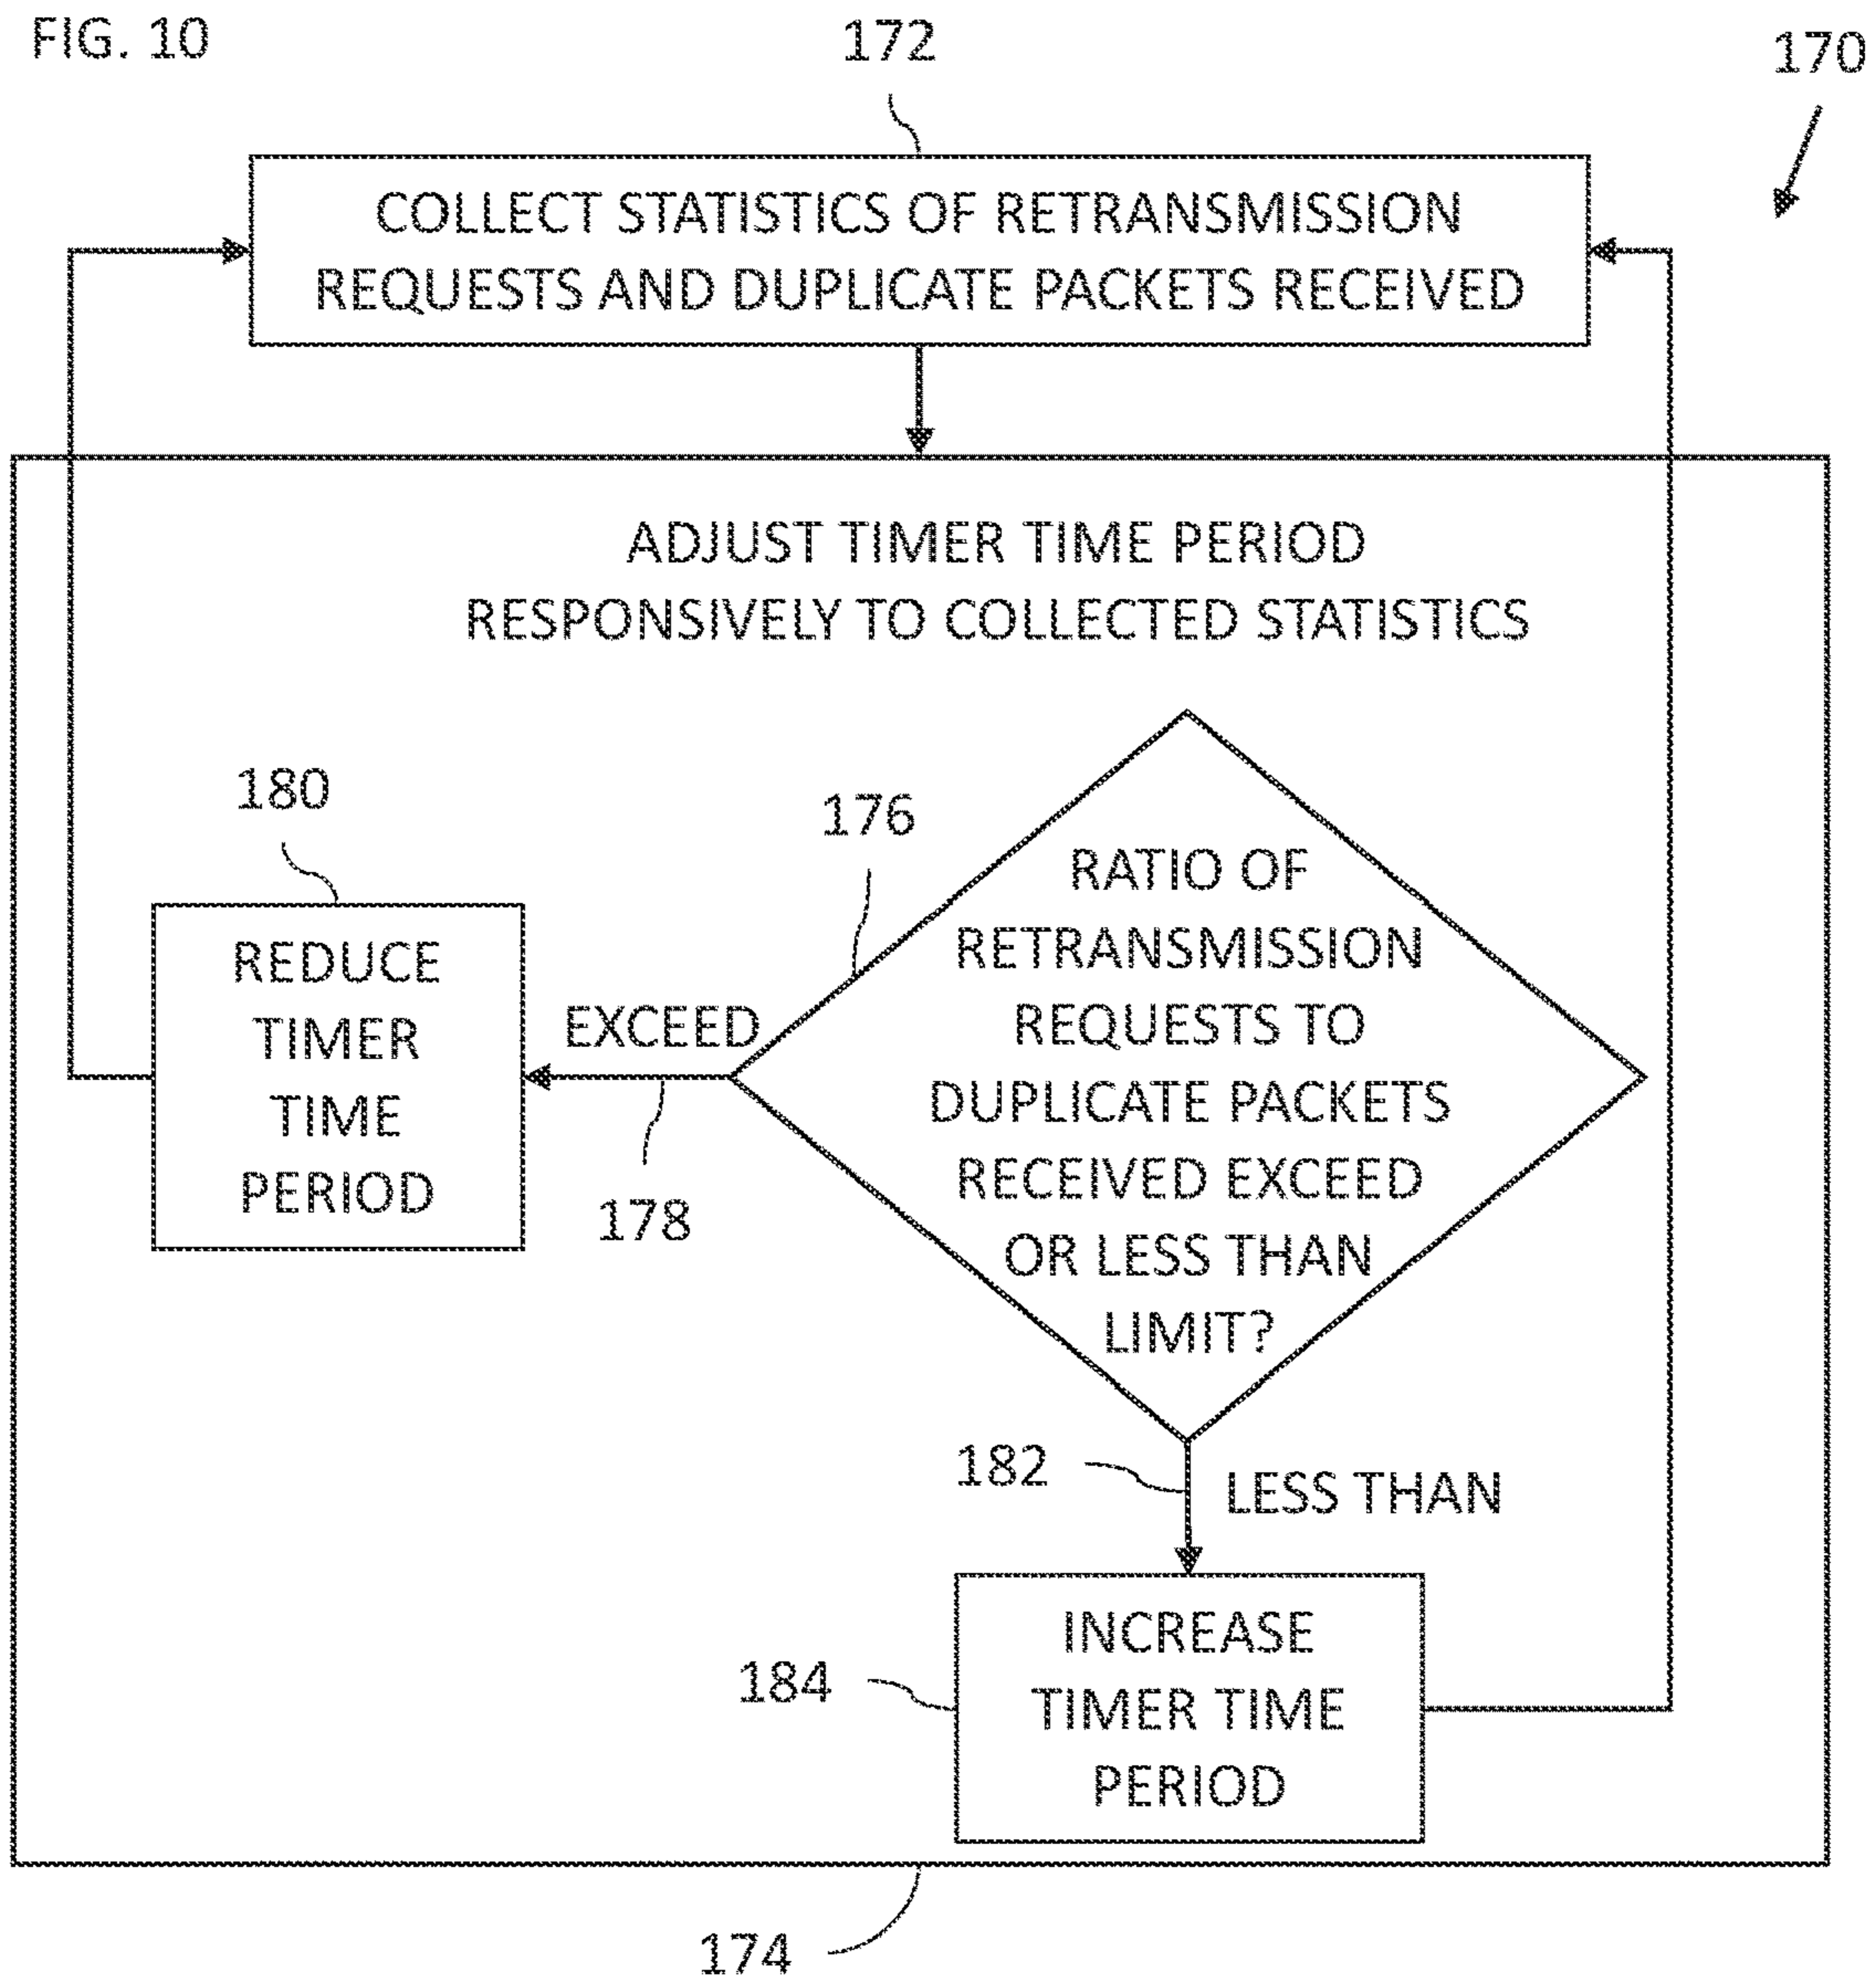 FIG. 10
172
170
COLLECT STATISTICS OF RETRANSMISSION
REQUESTS AND DUPLICATE PACKETS RECEIVED
ADJUST TIMER TIME PERIOD
RESPONSIVELY TO COLLECTED STATISTICS
180
176
REDUCE
TIMER
TIME
PERIOD
EXCEED
178
RATIO OF
RETRANSMISSION
REQUESTS TO
DUPLICATE PACKETS
RECEIVED EXCEED
OR LESS THAN
LIMIT?
182
LESS THAN
184
INCREASE
TIMER TIME
PERIOD
174